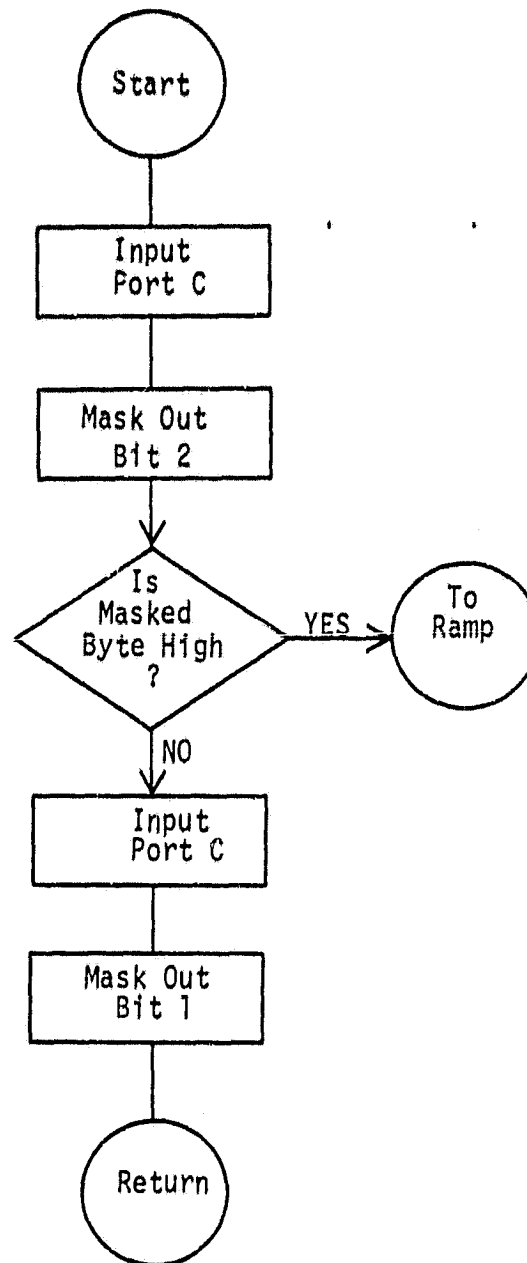 Start
Input
Port C
Mask Out
Bit 2
Is
Masked
Byte High
?
YES
To
Ramp
NO
Input
Port C
Mask Out
Bit 1
Return